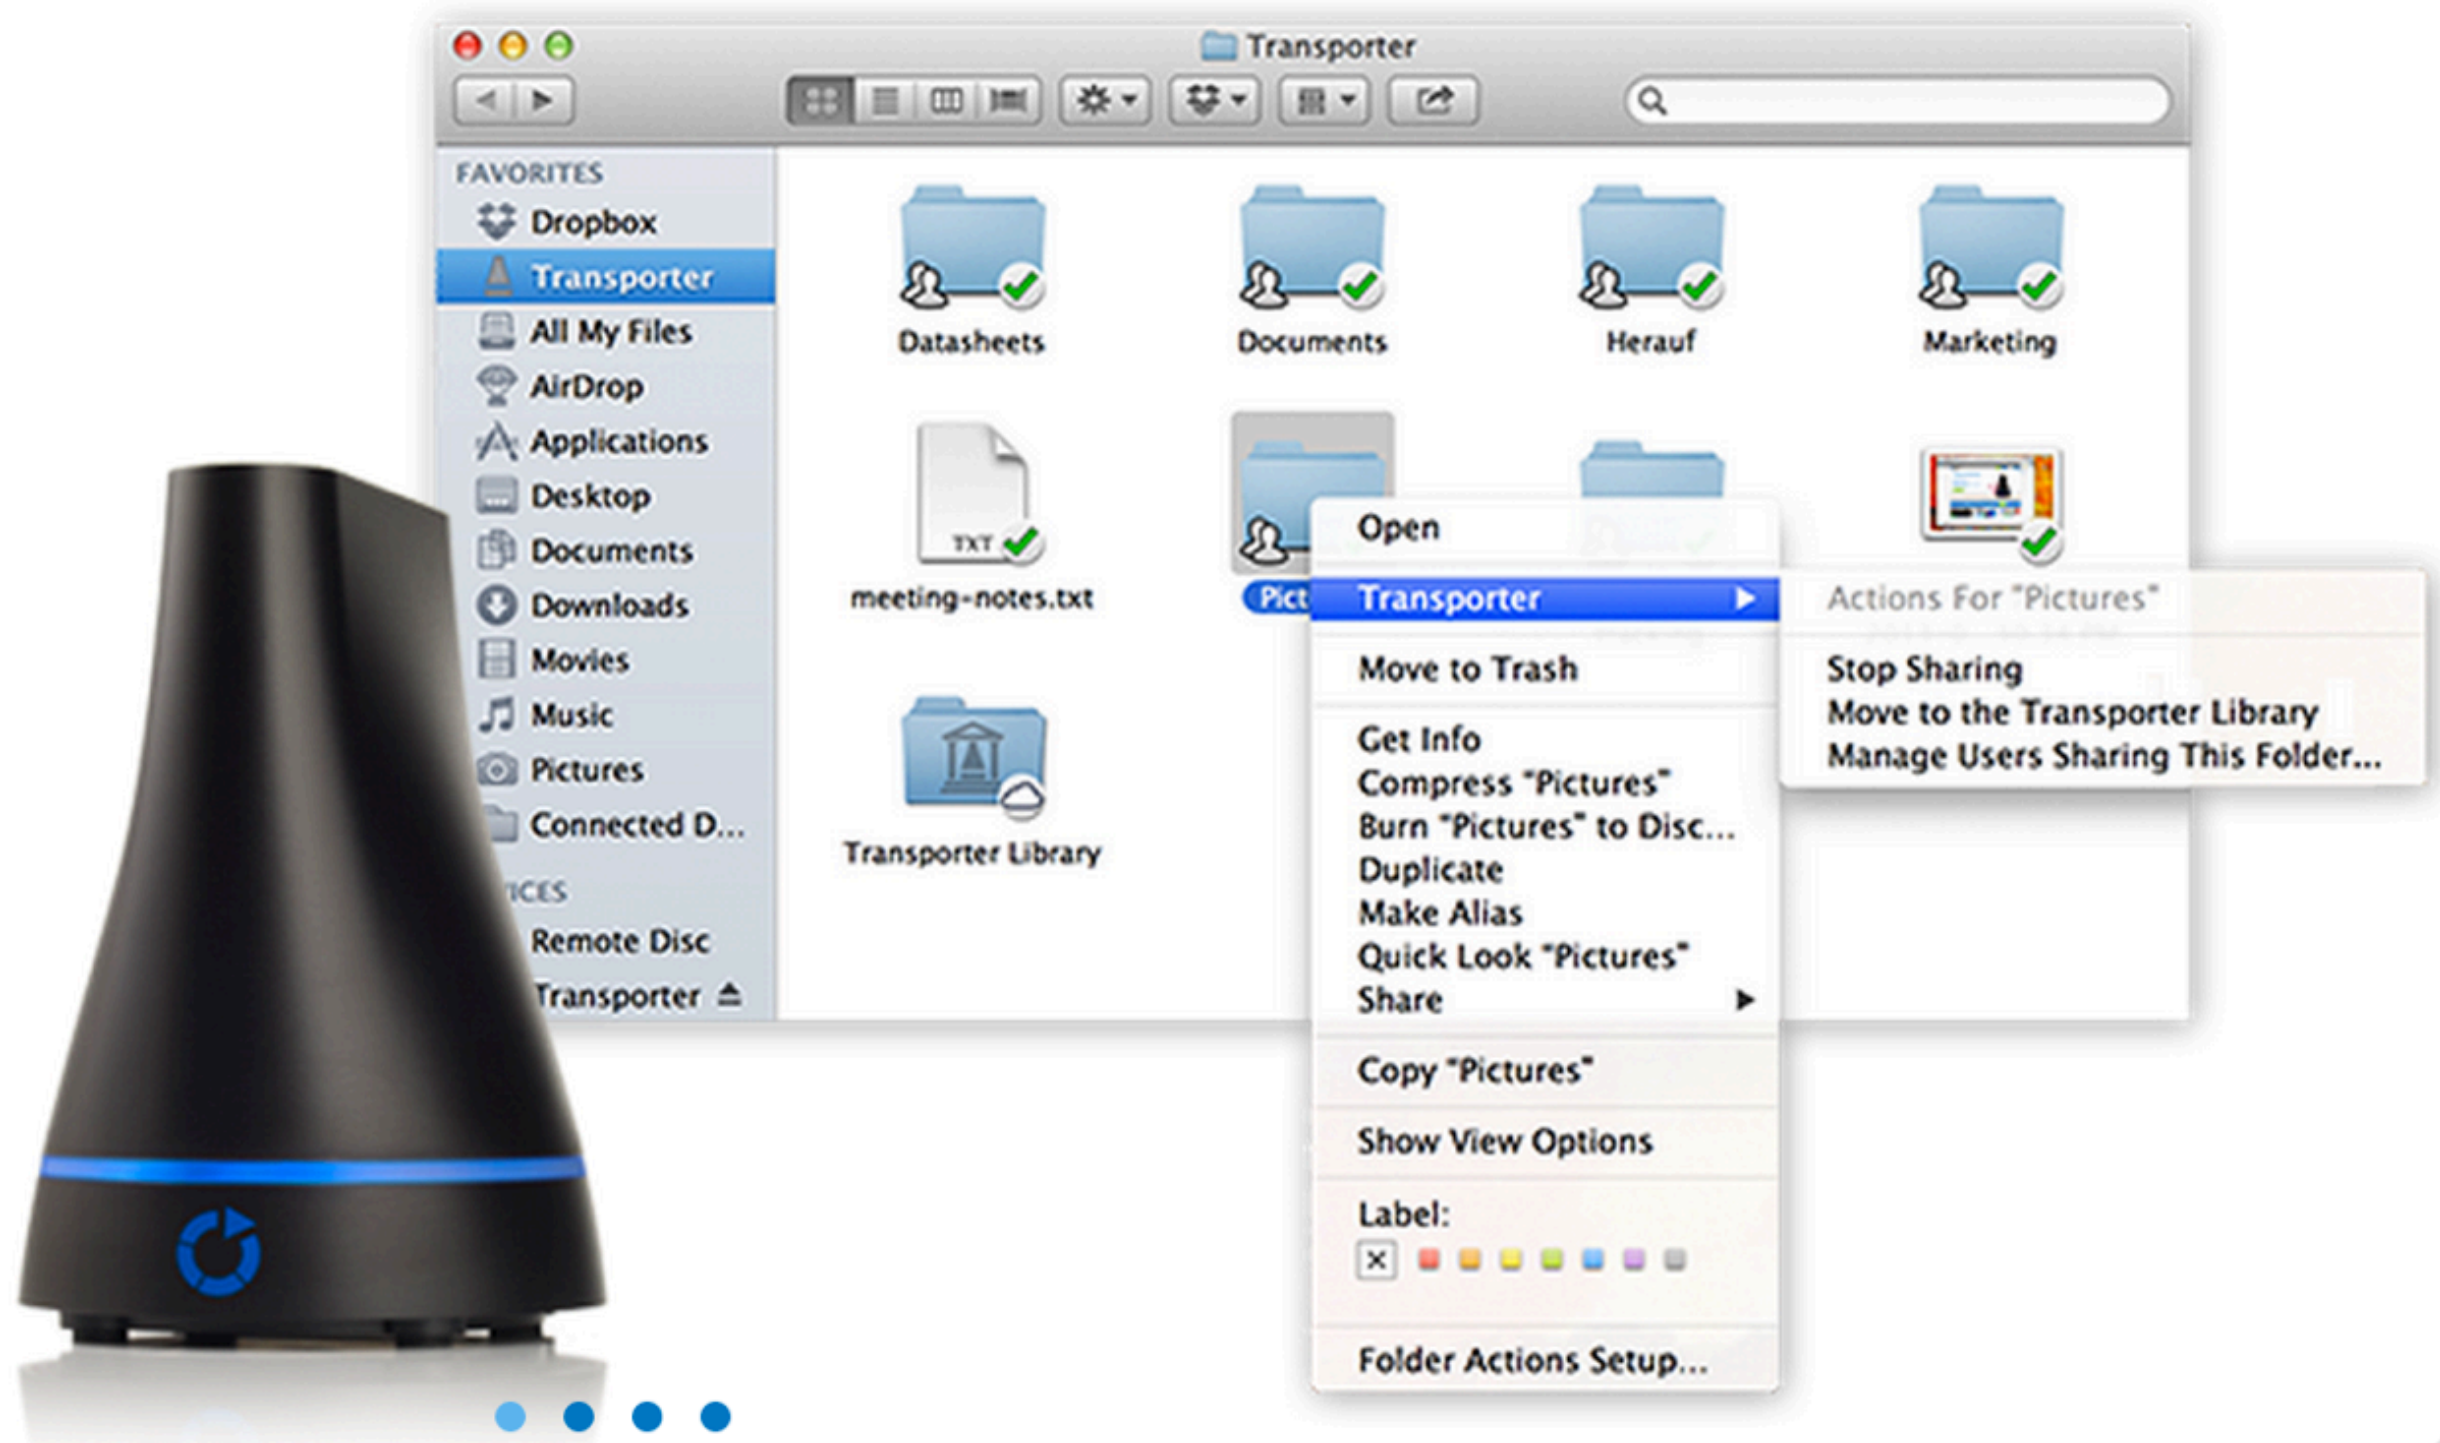 Transporter
FAVORITES
Dropbox
Transporter
All My Files
AirDrop
Applications
Desktop
Documents
Downloads
Movies
Music
Pictures
Connected D...
ICES
Remote Disc
Transporter
Datasheets
Documents
Herauf
Marketing
TXT
meeting-notes.txt
Pict
Transporter Library
Open
Transporter
Move to Trash
Get Info
Compress "Pictures"
Burn "Pictures" to Disc...
Duplicate
Make Alias
Quick Look "Pictures"
Share
Copy "Pictures"
Show View Options
Label:
Folder Actions Setup...
Actions For "Pictures"
Stop Sharing
Move to the Transporter Library
Manage Users Sharing This Folder...